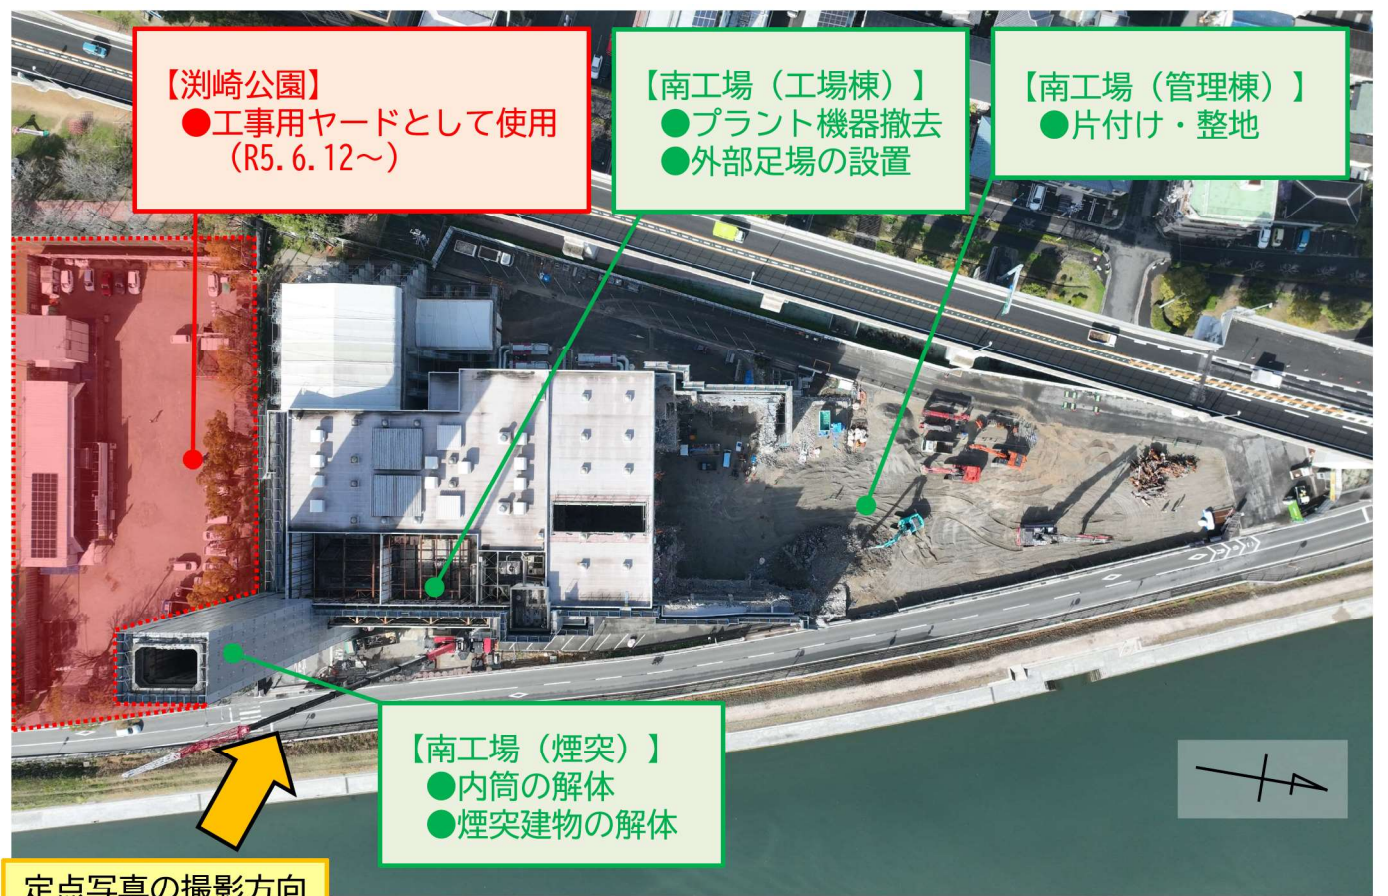 【渕崎公園】
●工事用ヤードとして使用
(R5.6.12~)
【南工場(工場棟)】
●プラント機器撤去
●外部足場の設置
【南工場(管理棟)】
●片付け・整地
【南工場(煙突)】
●内筒の解体
●煙突建物の解体
定点写真の撮影方向